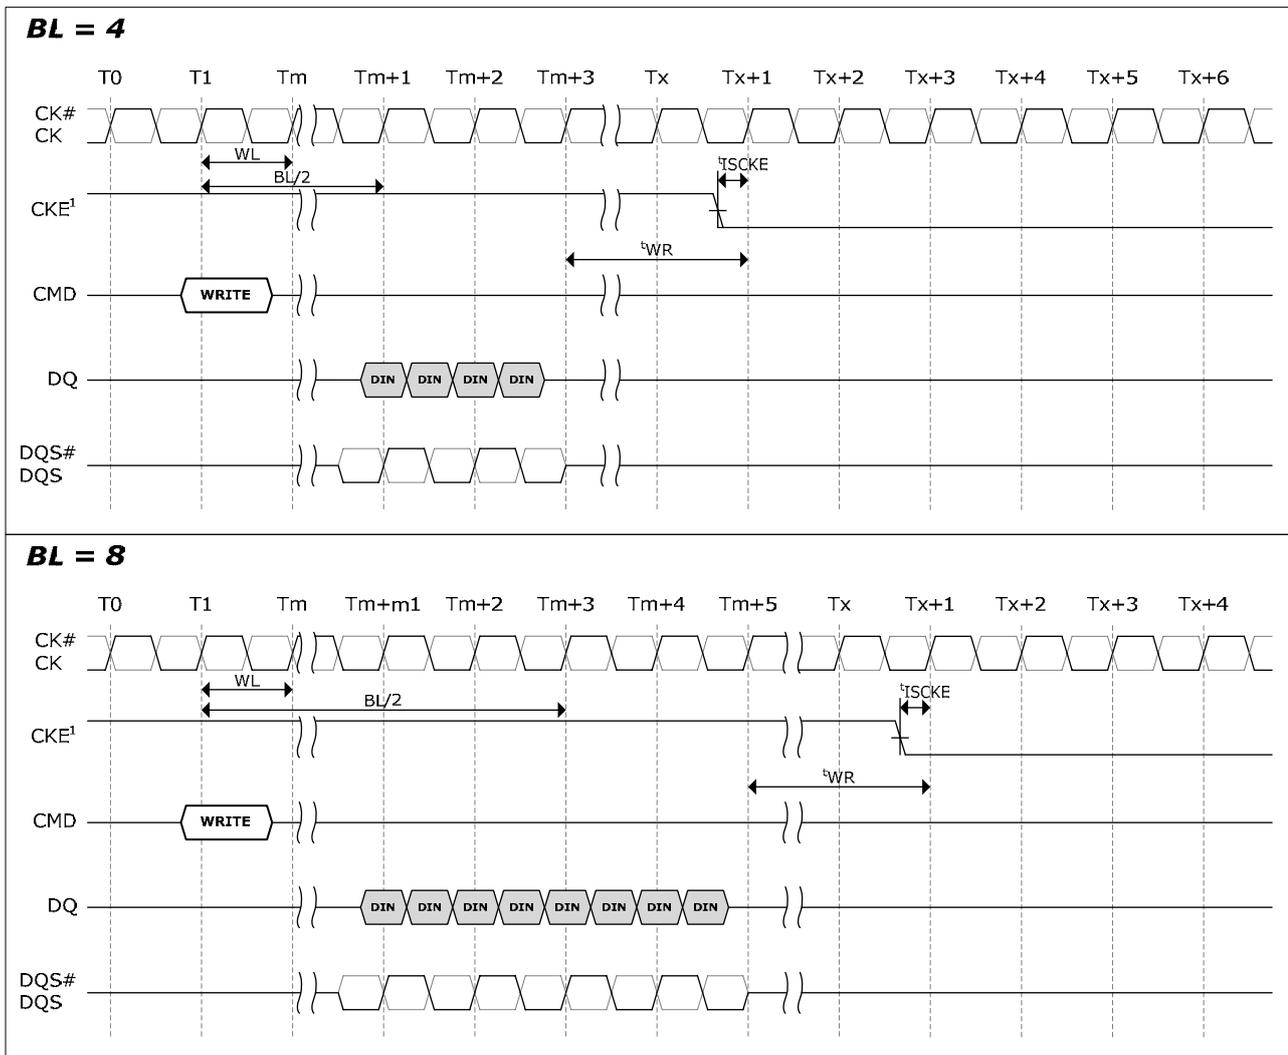 BL = 4
T0 T1 Tm Tm+1 Tm+2 Tm+3 Tx Tx+1 Tx+2 Tx+3 Tx+4 Tx+5 Tx+6
CK#
CK
WL
tISCKE
BL/2
CKE1
tWR
CMD WRITE
DQ DIN DIN DIN DIN
DQS#
DQS
BL = 8
T0 T1 Tm Tm+m1 Tm+2 Tm+3 Tm+4 Tm+5 Tx Tx+1 Tx+2 Tx+3 Tx+4
CK#
CK
WL
tISCKE
BL/2
CKE1
tWR
CMD WRITE
DQ DIN DIN DIN DIN DIN DIN DIN DIN
DQS#
DQS